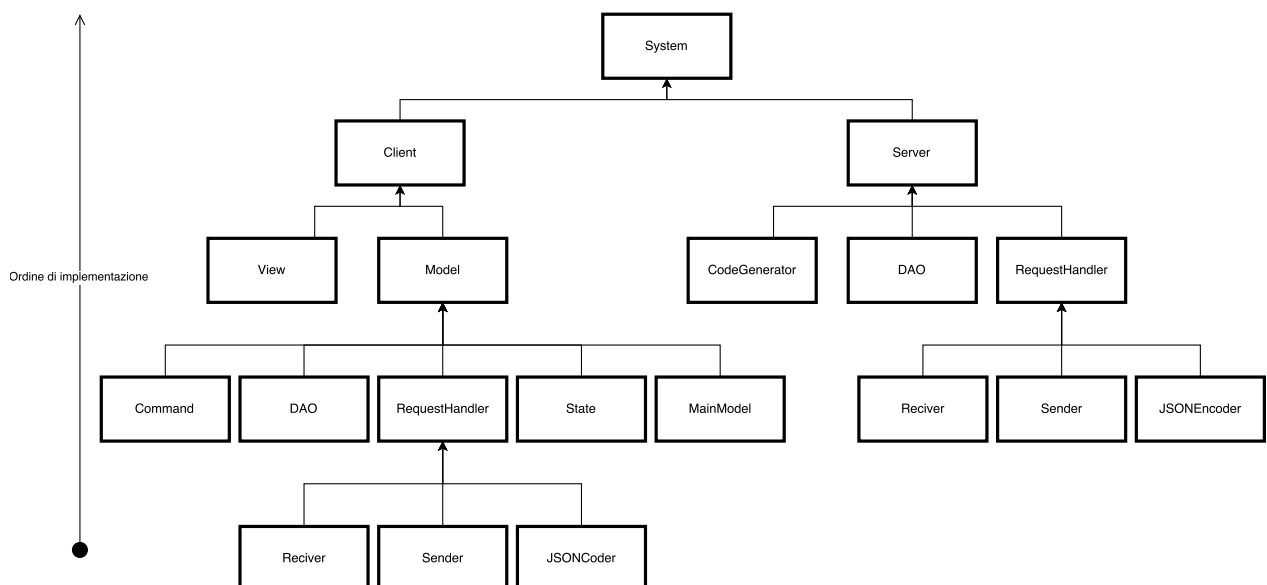 System
Client
Server
Ordine di implementazione
View
Model
CodeGenerator
DAO
RequestHandler
Command
DAO
RequestHandler
State
MainModel
Reciver
Sender
JSONEncoder
Reciver
Sender
JSONCoder